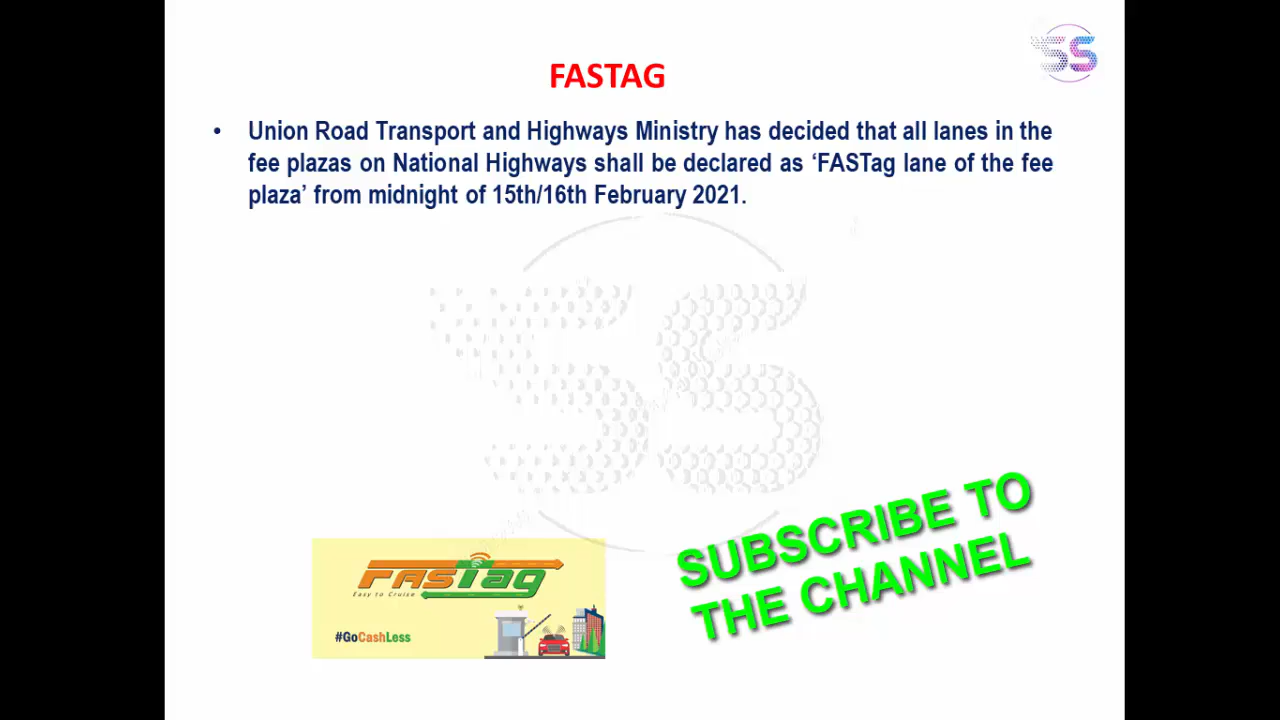 SS
FASTAG
• Union Road Transport and Highways Ministry has decided that all lanes in the
fee plazas on National Highways shall be declared as ‘FASTag lane of the fee
plaza’ from midnight of 15th/16th February 2021.
SS
FASTag
Easy to Cruise
#GoCashLess
SUBSCRIBE TO
THE CHANNEL